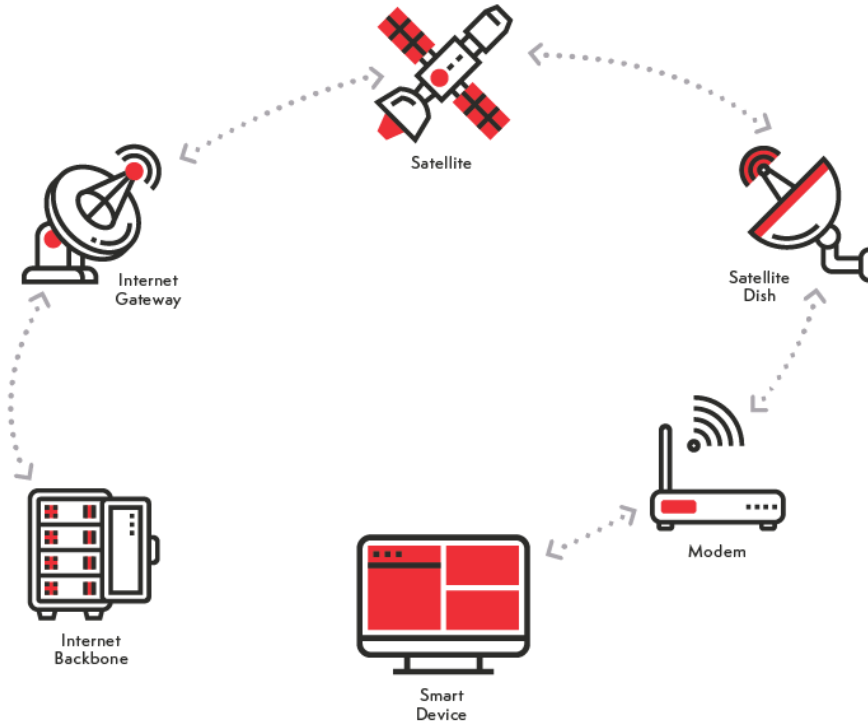 Satellite
Internet
Gateway
Satellite
Dish
Modem
Internet
Backbone
Smart
Device